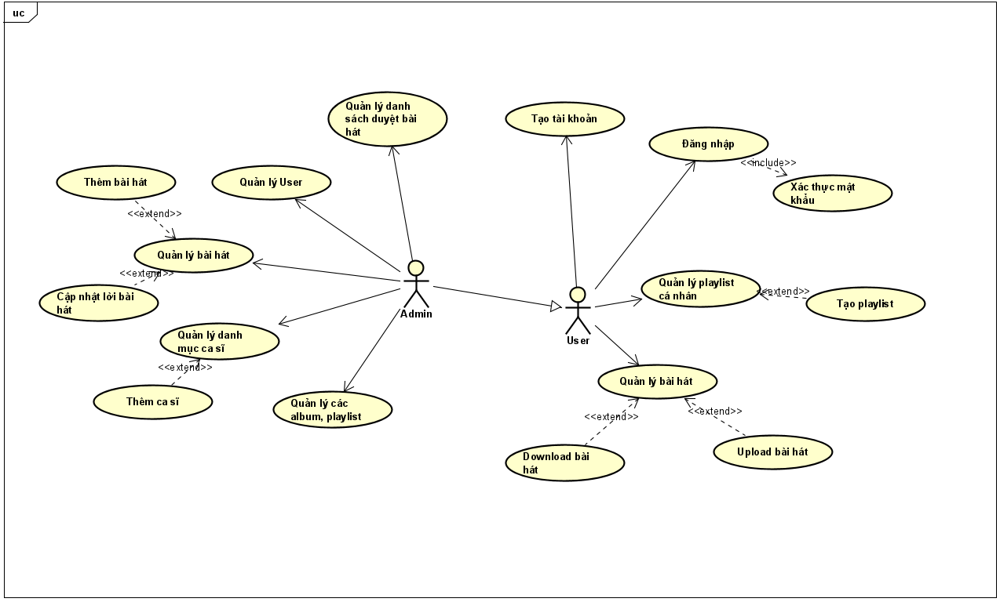 uc
Quản lý danh
sách duyệt bài
hát
Tạo tài khoản
Đăng nhập
<<include>>
Xác thực mật
khẩu
Thêm bài hát
Quản lý User
<<extend>>
Quản lý bài hát
<<extend>>
Cập nhật lời bài
hát
Quản lý danh
mục ca sĩ
<<extend>>
Thêm ca sĩ
Quản lý các
album, playlist
Admin
User
Quản lý playlist
cá nhân
<<extend>>
Tạo playlist
Quản lý bài hát
<<extend>>
<<extend>>
Download bài
hát
Upload bài hát